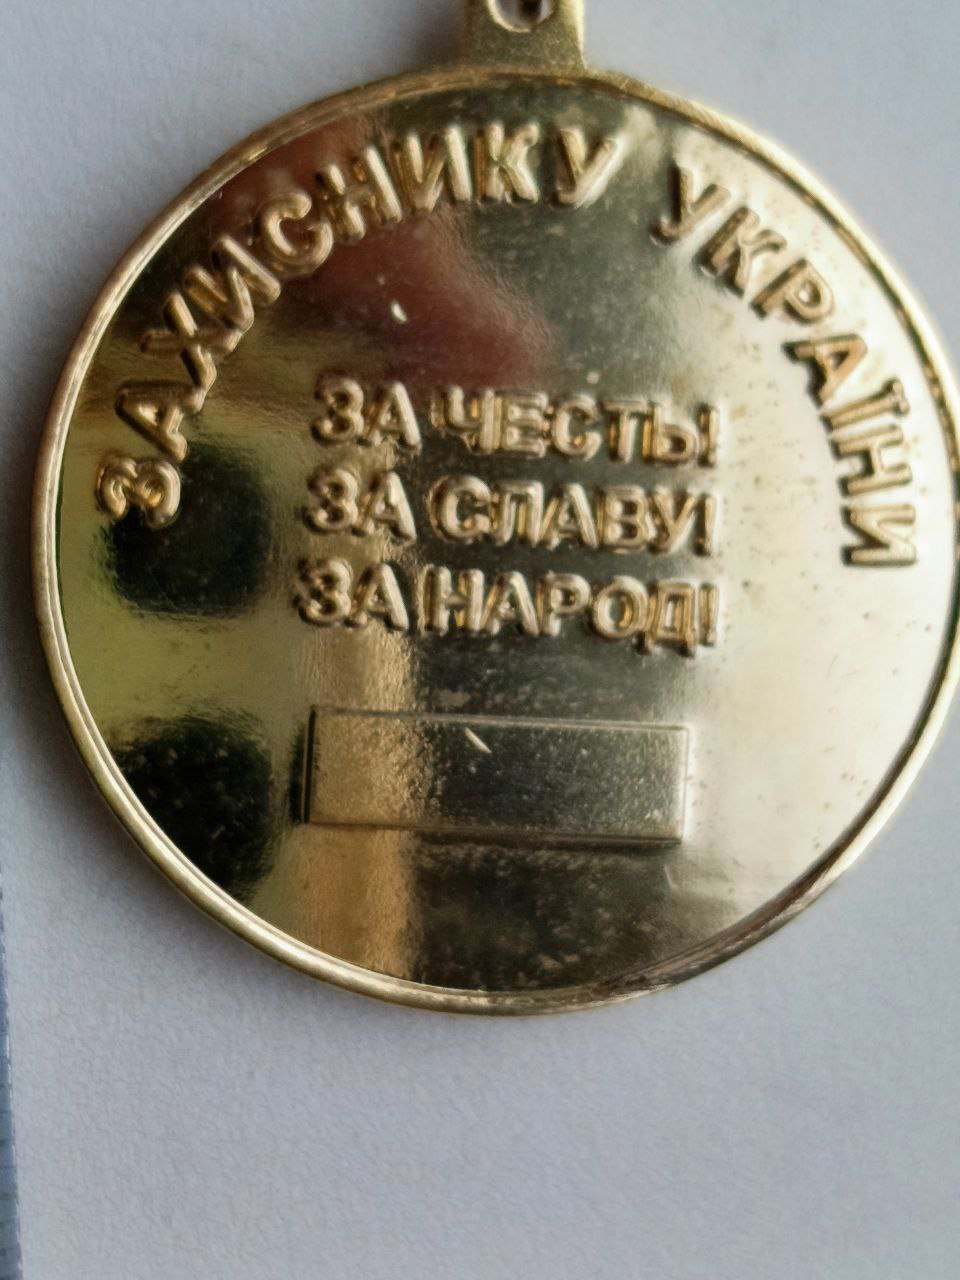 ЗАХИСНИКУ УКРАЇНИ
ЗА ЧЕСТЬ!
ЗА СЛАВУ!
ЗА НАРОД!